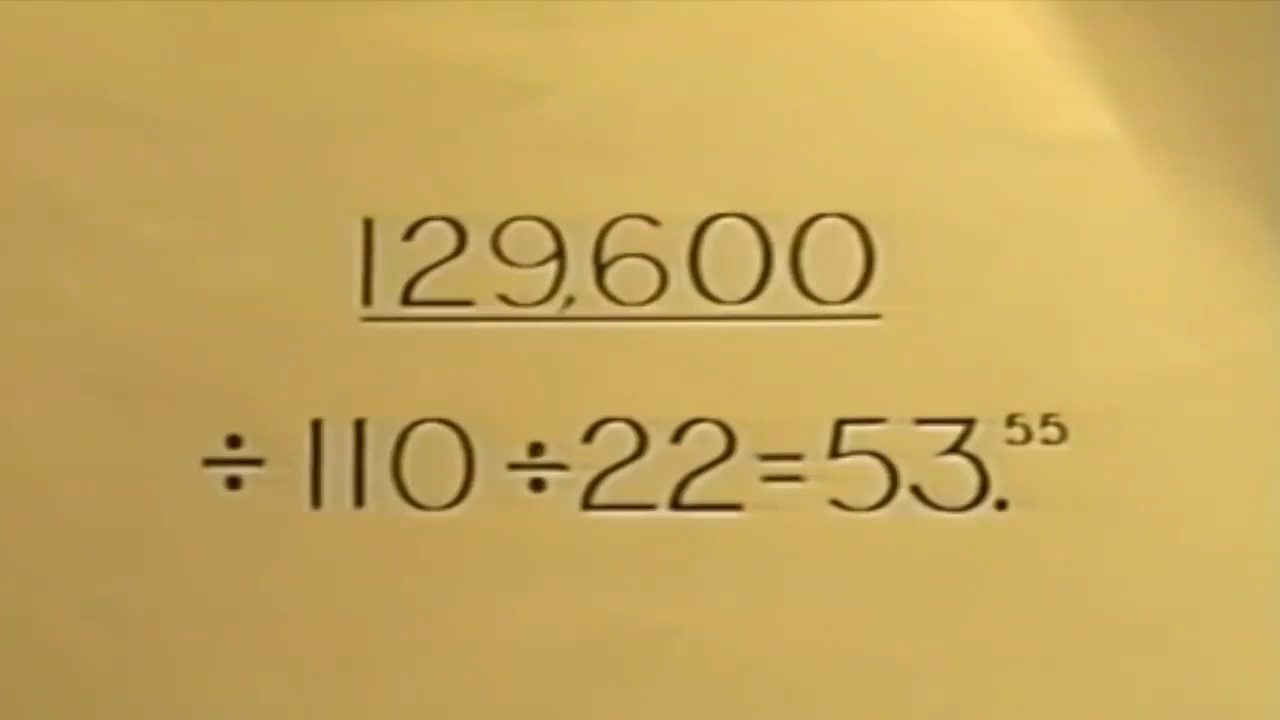 129,600
÷ 110 ÷ 22 = 53.55